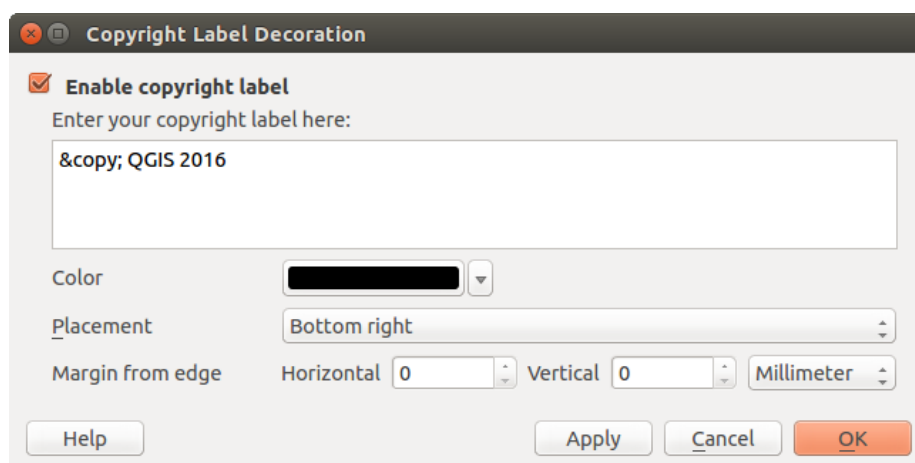 Copyright Label Decoration
Enable copyright label
Enter your copyright label here:
&copy; QGIS 2016
Color
Placement Bottom right
Margin from edge Horizontal 0 Vertical 0 Millimeter
Help Apply Cancel OK